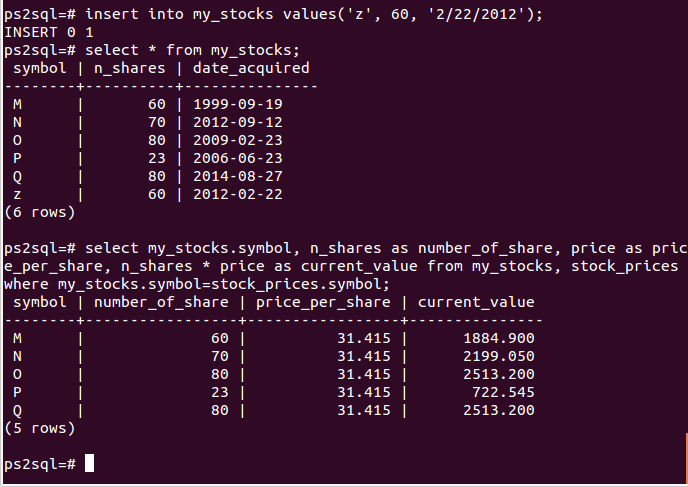 ps2sql=# insert into my_stocks values('z', 60, '2/22/2012');
INSERT 0 1
ps2sql=# select * from my_stocks;
 symbol | n_shares | date_acquired
--------+----------+---------------
 M      |       60 | 1999-09-19
 N      |       70 | 2012-09-12
 O      |       80 | 2009-02-23
 P      |       23 | 2006-06-23
 Q      |       80 | 2014-08-27
 z      |       60 | 2012-02-22
(6 rows)

ps2sql=# select my_stocks.symbol, n_shares as number_of_share, price as pric
e_per_share, n_shares * price as current_value from my_stocks, stock_prices
where my_stocks.symbol=stock_prices.symbol;
 symbol | number_of_share | price_per_share | current_value
--------+-----------------+-----------------+---------------
 M      |              60 |          31.415 |      1884.900
 N      |              70 |          31.415 |      2199.050
 O      |              80 |          31.415 |      2513.200
 P      |              23 |          31.415 |       722.545
 Q      |              80 |          31.415 |      2513.200
(5 rows)

ps2sql=#